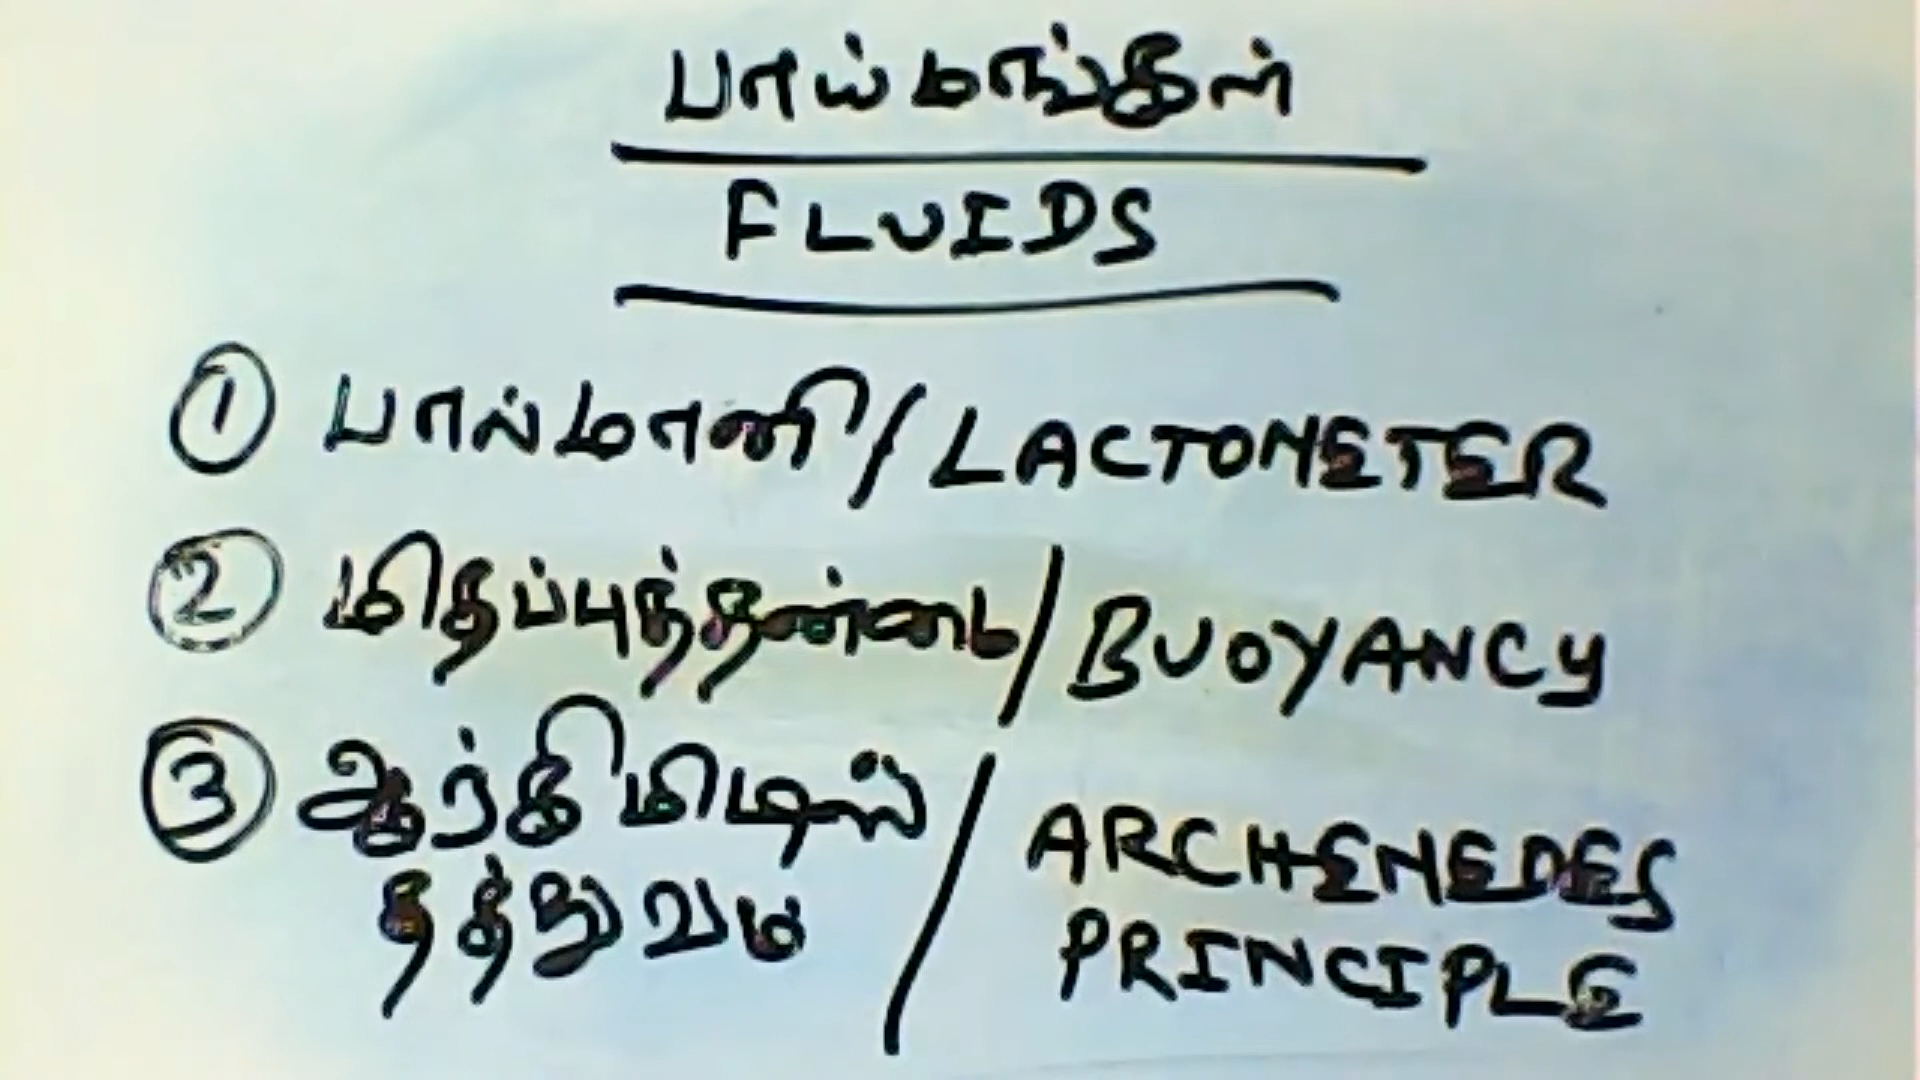 பாய்மங்கள்
FLUIDS
① பால்மானி / LACTOMETER
② மிதப்புத்தன்மை / BUOYANCY
③ ஆர்கிமிடிஸ் / ARCHEMEDES
தத்துவம் PRINCIPLE